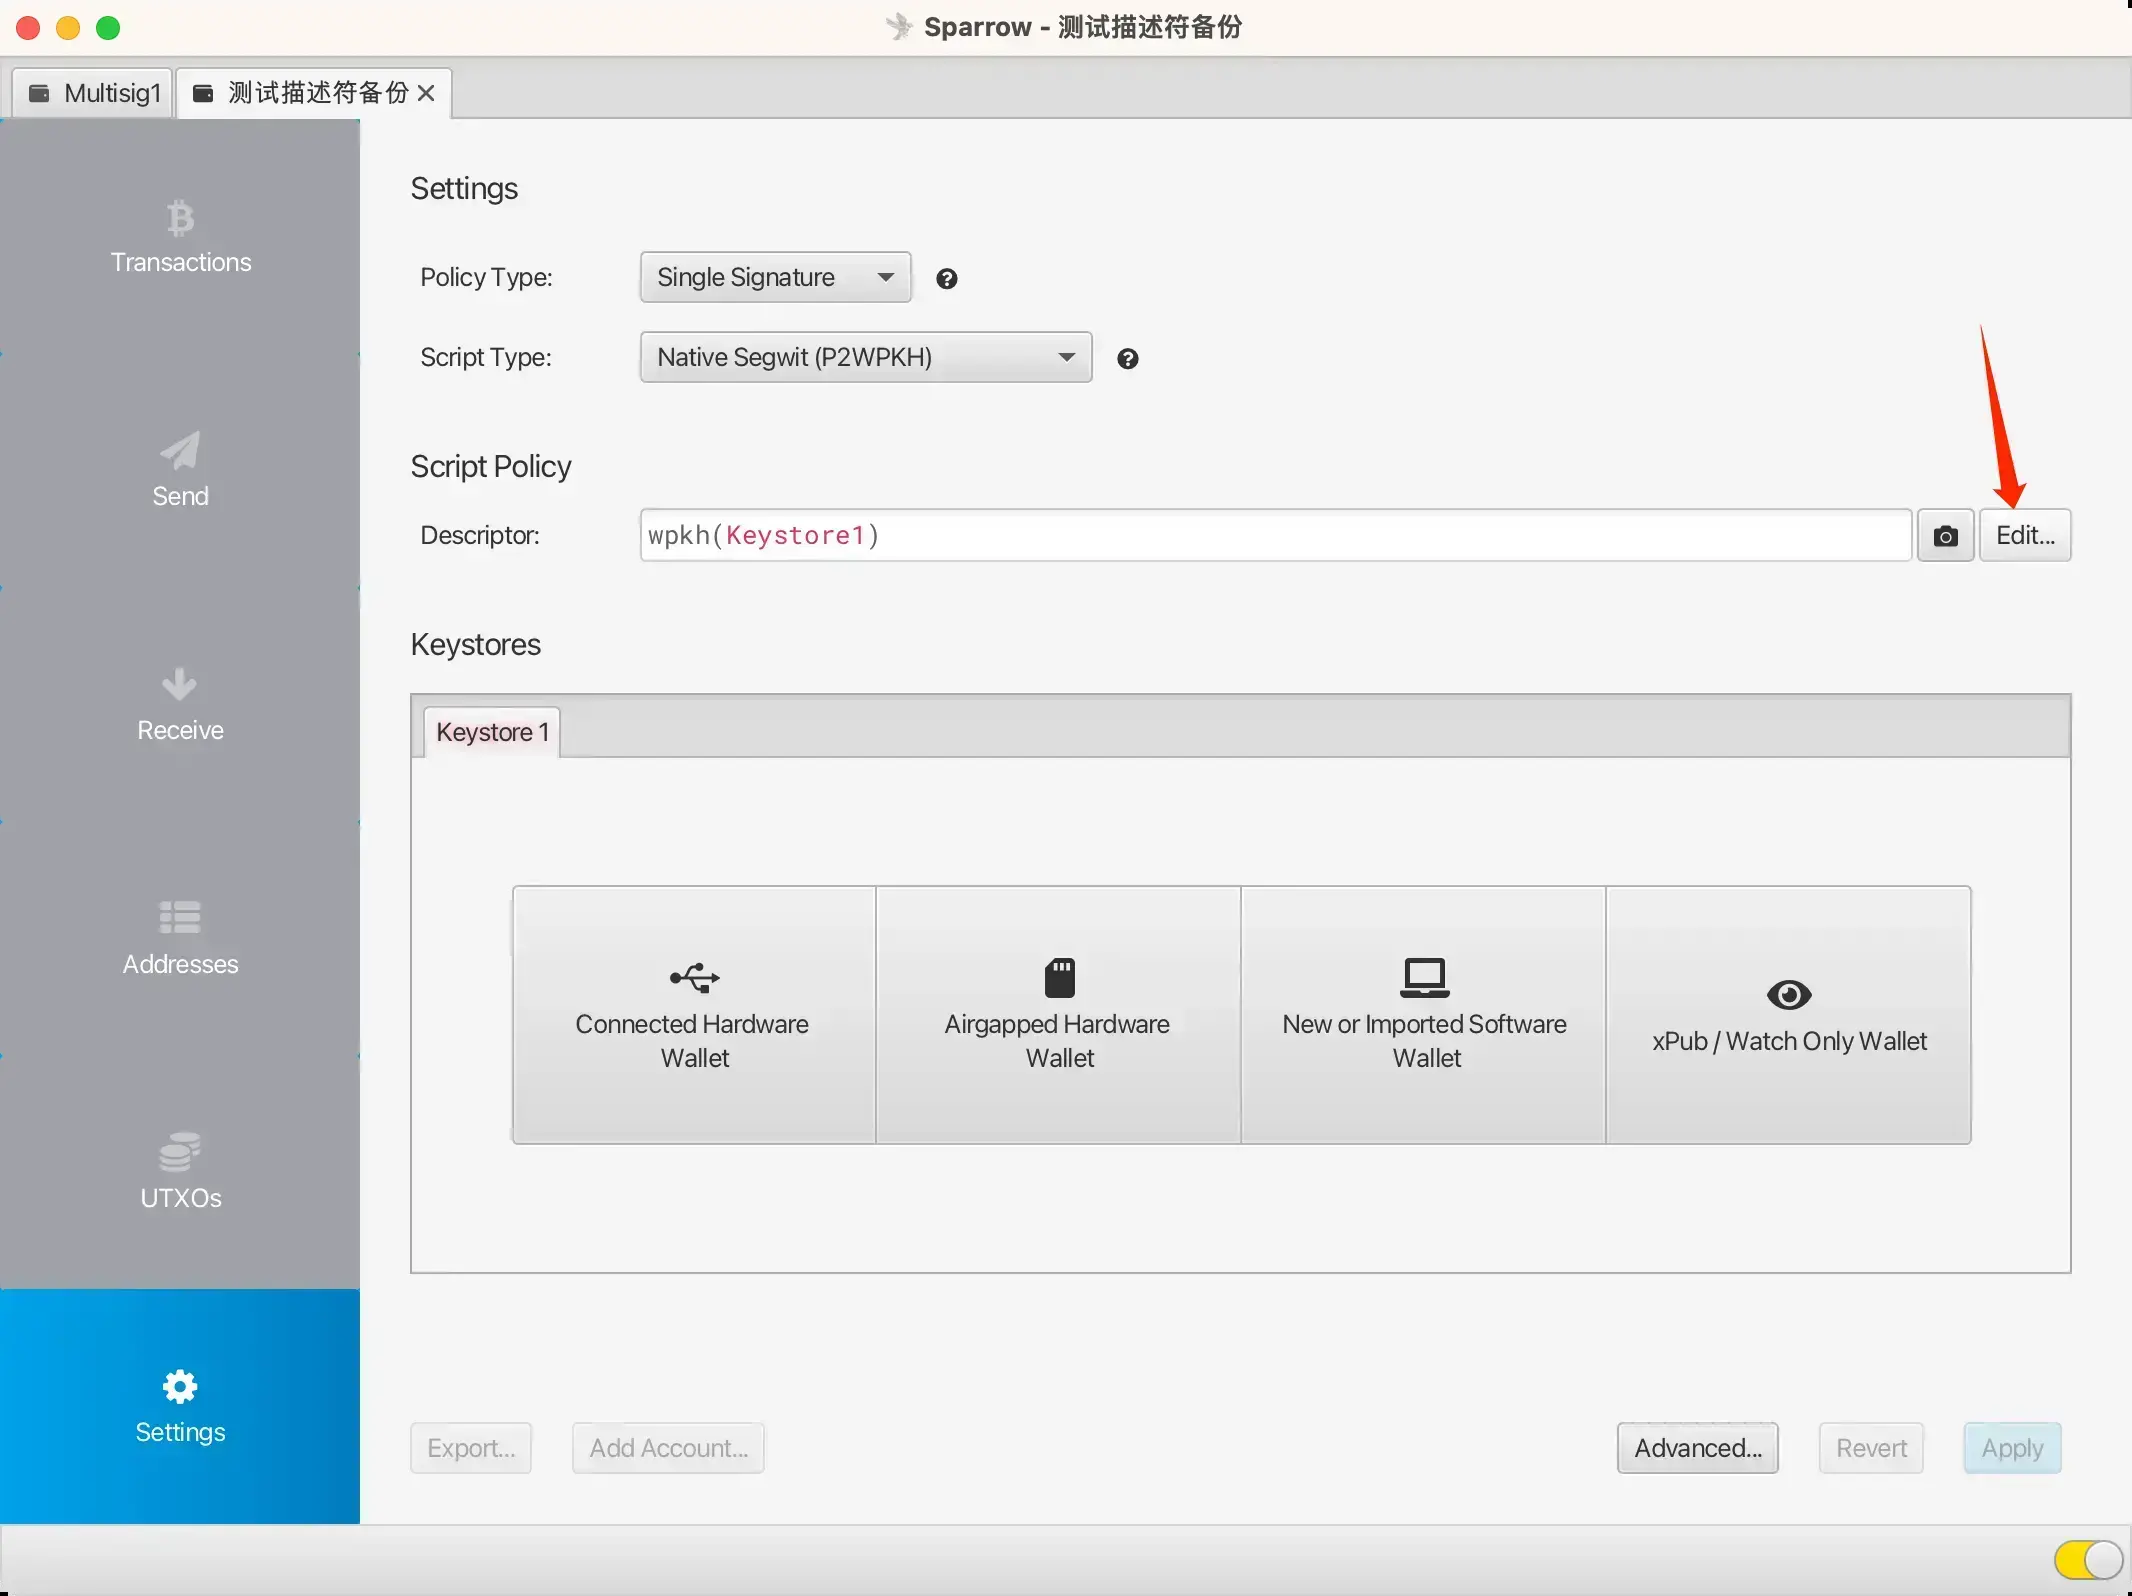 Sparrow - 测试描述符备份
Multisig1
测试描述符备份
Transactions
Send
Receive
Addresses
UTXOs
Settings
Settings
Policy Type:
Single Signature
Script Type:
Native Segwit (P2WPKH)
Script Policy
Descriptor:
wpkh(Keystore1)
Edit...
Keystores
Keystore 1
Connected Hardware
Wallet
Airgapped Hardware
Wallet
New or Imported Software
Wallet
xPub / Watch Only Wallet
Export...
Add Account...
Advanced...
Revert
Apply